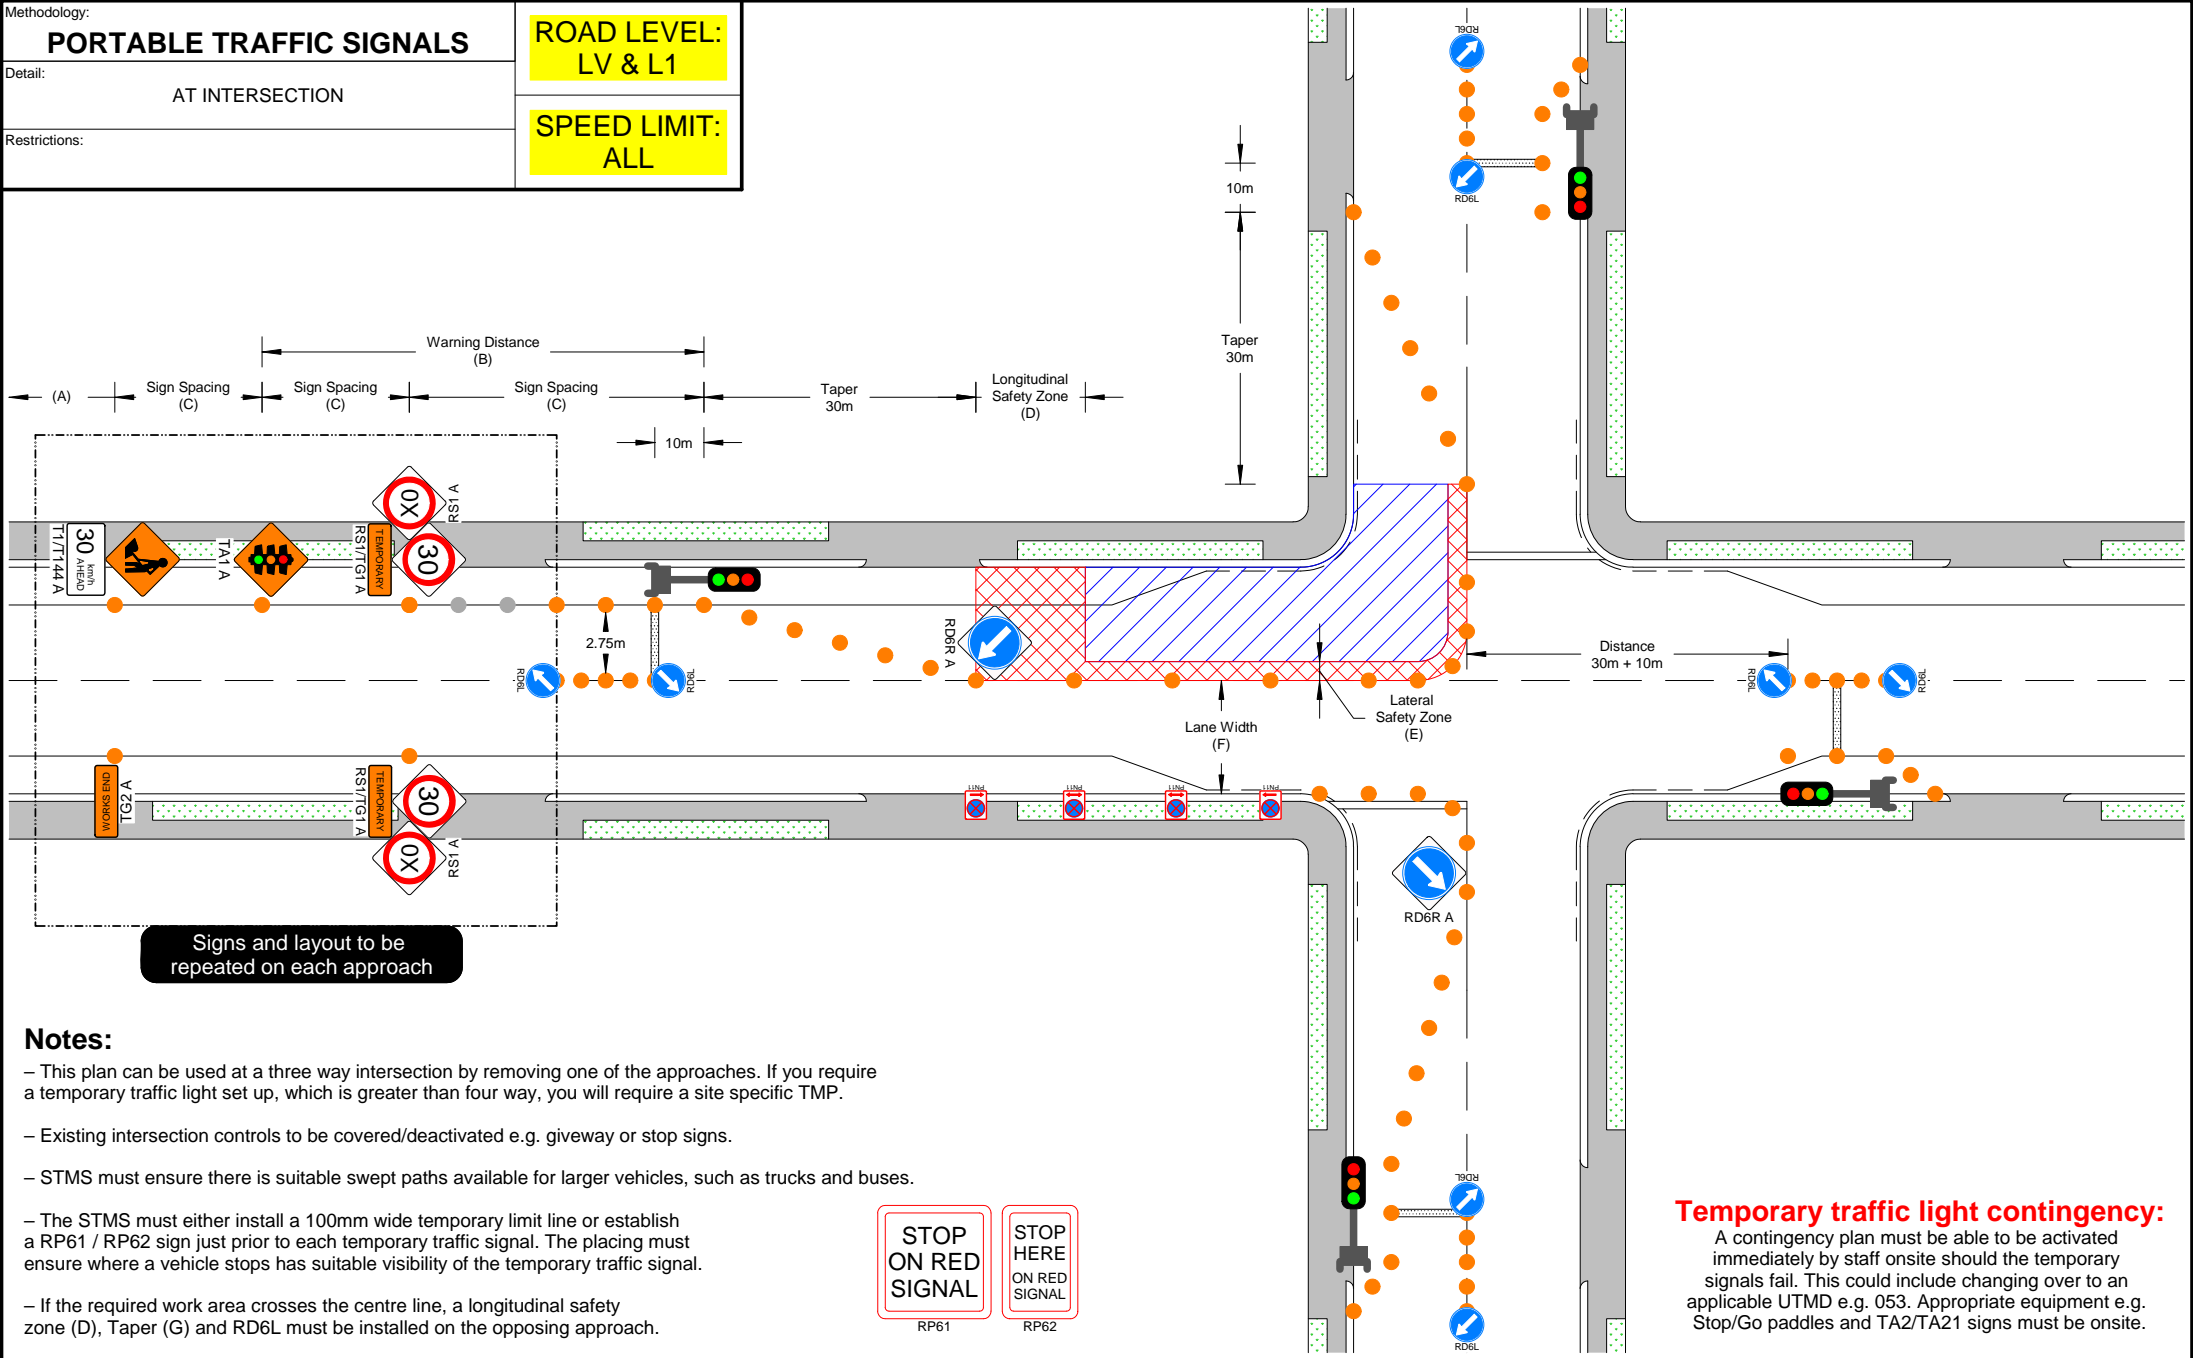 Methodology:
PORTABLE TRAFFIC SIGNALS
Detail:
AT INTERSECTION
Restrictions:
ROAD LEVEL:
LV & L1
SPEED LIMIT:
ALL
RD6L
RD6L
10m
Taper
30m
Warning Distance
(B)
(A)
Sign Spacing
(C)
Sign Spacing
(C)
Sign Spacing
(C)
Taper
30m
Longitudinal
Safety Zone
(D)
10m
T1/T144 A
30 km/h
AHEAD
TA1 A
RS1/TG1 A
TEMPORARY
30
0X
RS1 A
2.75m
RD6L
RD6L
RD6R A
Lane Width
(F)
Lateral
Safety Zone
(E)
Distance
30m + 10m
RD6L
RD6L
WORKS END
TG2 A
RS1/TG1 A
TEMPORARY
30
0X
RS1 A
PN11
PN11
PN11
PN11
RD6R A
Signs and layout to be
repeated on each approach
Notes:
– This plan can be used at a three way intersection by removing one of the approaches. If you require
a temporary traffic light set up, which is greater than four way, you will require a site specific TMP.
– Existing intersection controls to be covered/deactivated e.g. giveway or stop signs.
– STMS must ensure there is suitable swept paths available for larger vehicles, such as trucks and buses.
– The STMS must either install a 100mm wide temporary limit line or establish
a RP61 / RP62 sign just prior to each temporary traffic signal. The placing must
ensure where a vehicle stops has suitable visibility of the temporary traffic signal.
– If the required work area crosses the centre line, a longitudinal safety
zone (D), Taper (G) and RD6L must be installed on the opposing approach.
STOP
ON RED
SIGNAL
RP61
STOP
HERE
ON RED
SIGNAL
RP62
RD6L
RD6L
Temporary traffic light contingency:
A contingency plan must be able to be activated
immediately by staff onsite should the temporary
signals fail. This could include changing over to an
applicable UTMD e.g. 053. Appropriate equipment e.g.
Stop/Go paddles and TA2/TA21 signs must be onsite.